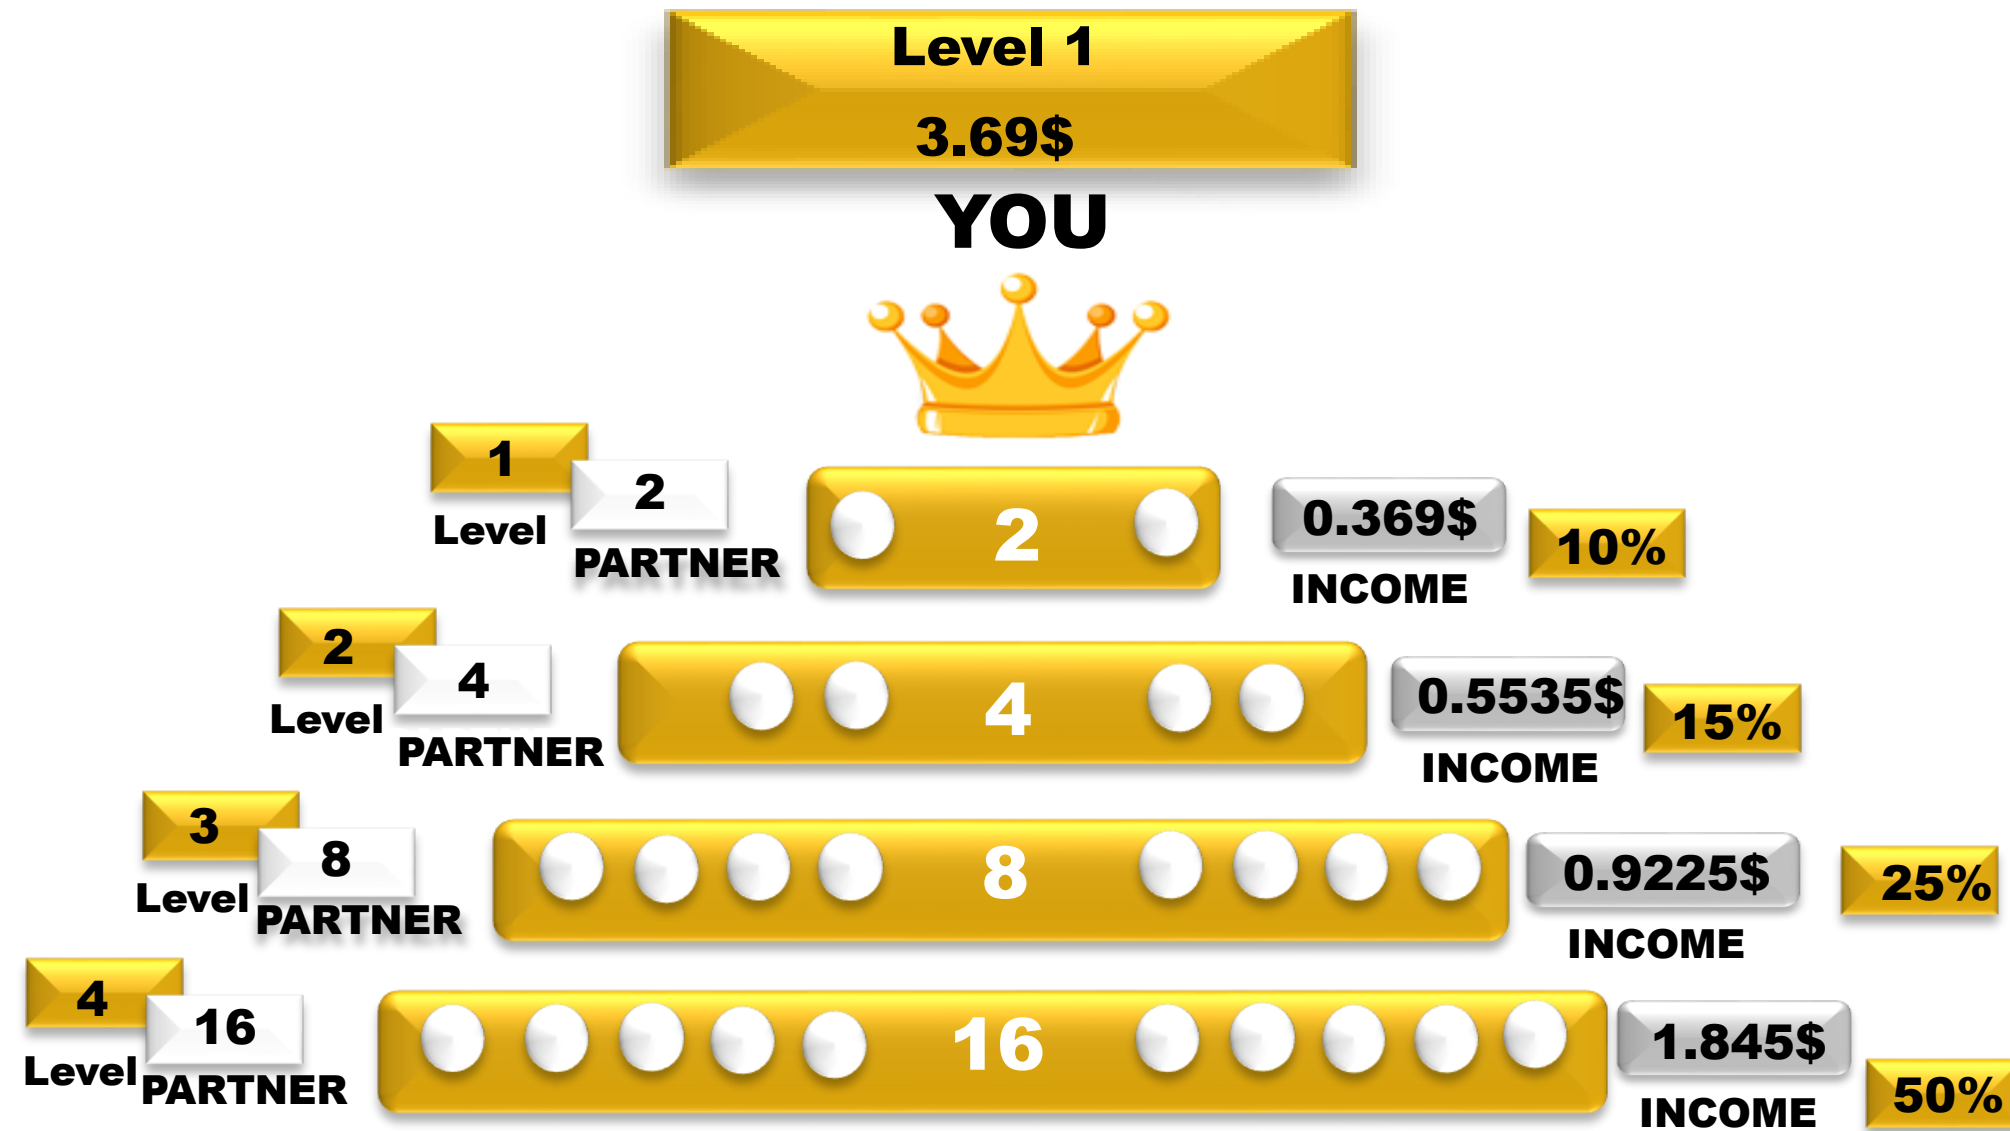 Level 1
3.69$
YOU
1
Level
2
PARTNER
2
0.369$
INCOME
10%
2
Level
4
PARTNER
4
0.5535$
INCOME
15%
3
Level
8
PARTNER
8
0.9225$
INCOME
25%
4
Level
16
PARTNER
16
1.845$
INCOME
50%